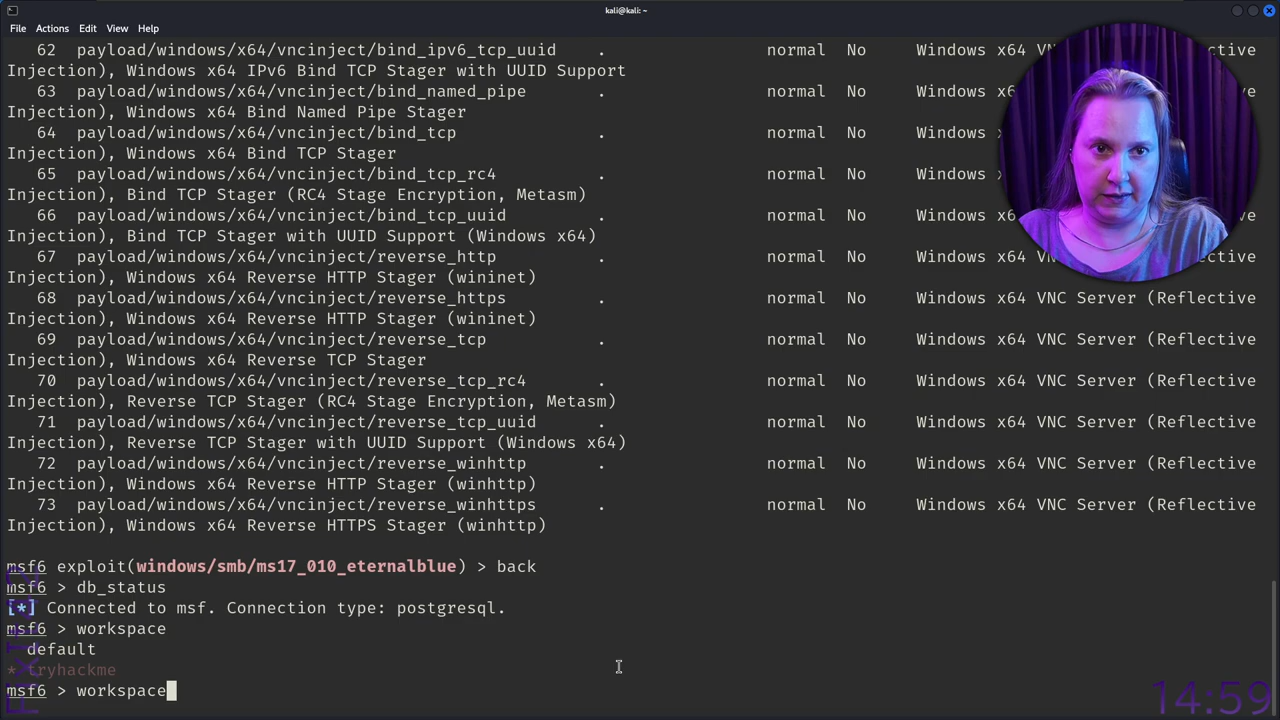 kali@kali: ~
File Actions Edit View Help
62 payload/windows/x64/vncinject/bind_ipv6_tcp_uuid . normal No Windows x64
Injection), Windows x64 IPv6 Bind TCP Stager with UUID Support
63 payload/windows/x64/vncinject/bind_named_pipe . normal No Windows x64
Injection), Windows x64 Bind Named Pipe Stager
64 payload/windows/x64/vncinject/bind_tcp . normal No Windows x64
Injection), Windows x64 Bind TCP Stager
65 payload/windows/x64/vncinject/bind_tcp_rc4 . normal No Windows x64
Injection), Bind TCP Stager (RC4 Stage Encryption, Metasm)
66 payload/windows/x64/vncinject/bind_tcp_uuid . normal No Windows
Injection), Bind TCP Stager with UUID Support (Windows x64)
67 payload/windows/x64/vncinject/reverse_http . normal No Windows x64
Injection), Windows x64 Reverse HTTP Stager (wininet)
68 payload/windows/x64/vncinject/reverse_https . normal No Windows x64 VNC Server (Reflective
Injection), Windows x64 Reverse HTTP Stager (wininet)
69 payload/windows/x64/vncinject/reverse_tcp . normal No Windows x64 VNC Server (Reflective
Injection), Windows x64 Reverse TCP Stager
70 payload/windows/x64/vncinject/reverse_tcp_rc4 . normal No Windows x64 VNC Server (Reflective
Injection), Reverse TCP Stager (RC4 Stage Encryption, Metasm)
71 payload/windows/x64/vncinject/reverse_tcp_uuid . normal No Windows x64 VNC Server (Reflective
Injection), Reverse TCP Stager with UUID Support (Windows x64)
72 payload/windows/x64/vncinject/reverse_winhttp . normal No Windows x64 VNC Server (Reflective
Injection), Windows x64 Reverse HTTP Stager (winhttp)
73 payload/windows/x64/vncinject/reverse_winhttps . normal No Windows x64 VNC Server (Reflective
Injection), Windows x64 Reverse HTTPS Stager (winhttp)
msf6 exploit(windows/smb/ms17_010_eternalblue) > back
msf6 > db_status
[*] Connected to msf. Connection type: postgresql.
msf6 > workspace
default
* tryhackme
msf6 > workspace
14:59